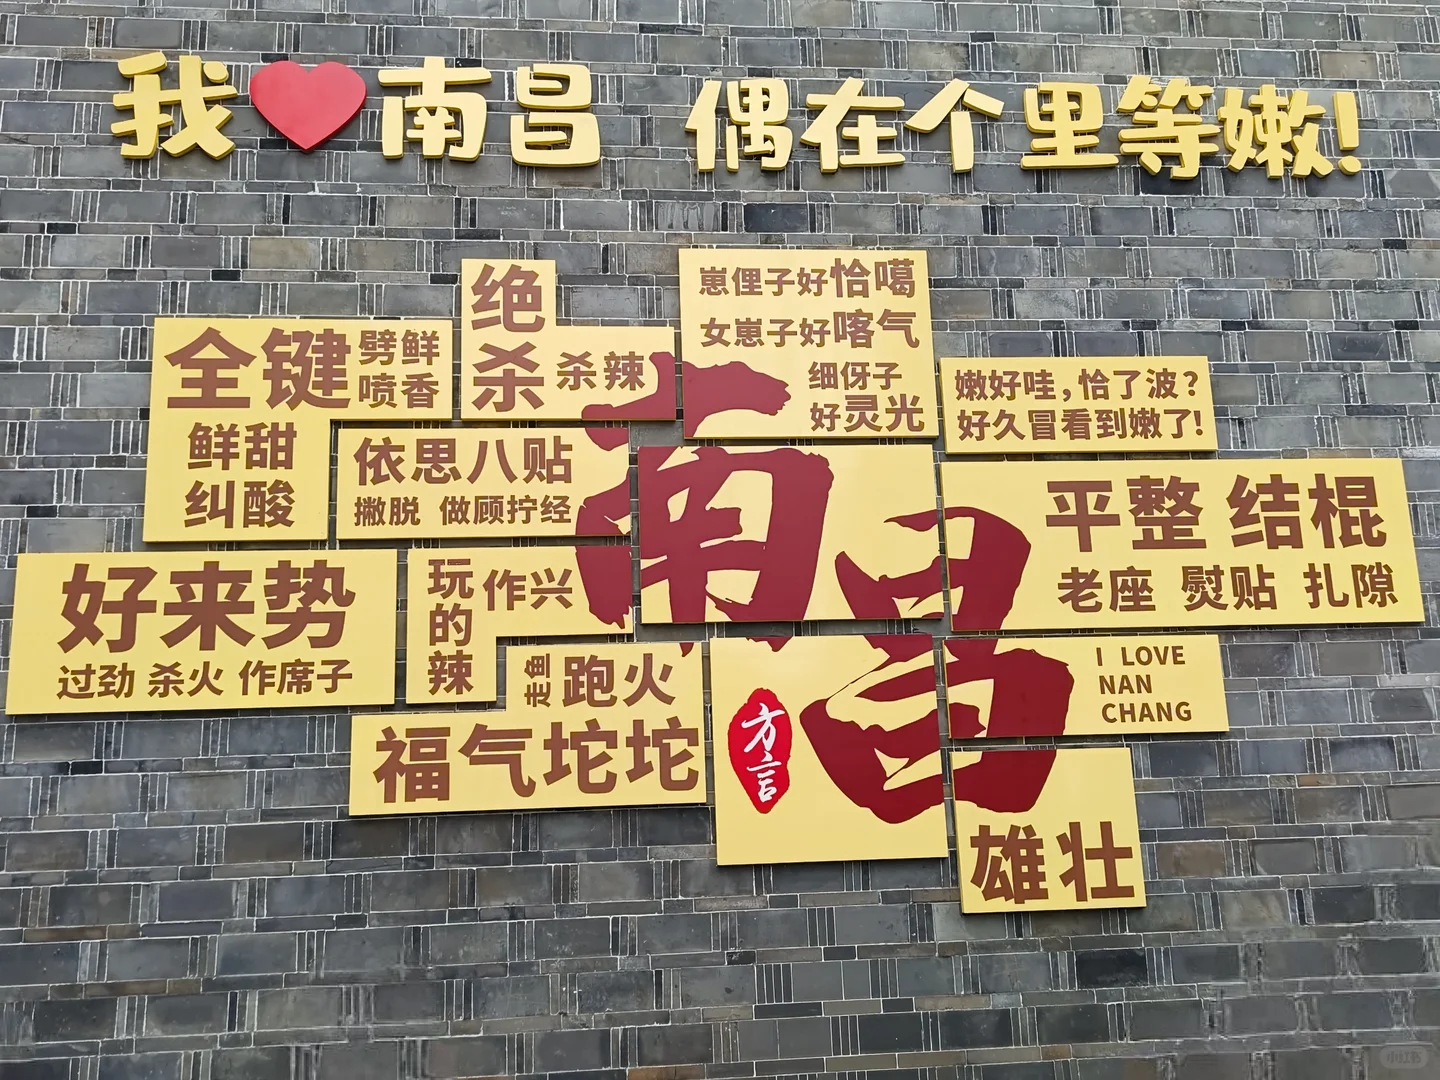 我❤南昌 偶在个里等嫩!
绝杀
杀辣
崽俚子好恰噶
女崽子好喀气
细伢子
好灵光
全键
劈鲜
喷香
鲜甜
纠酸
嫩好哇,恰了波?
好久冒看到嫩了!
依思八贴
撇脱 做顾拧经
南昌
方言
平整 结棍
老座 熨贴 扎隙
好来势
过劲 杀火 作席子
玩的辣
作兴
走鱼
跑火
福气坨坨
I LOVE
NAN
CHANG
雄壮
小红书